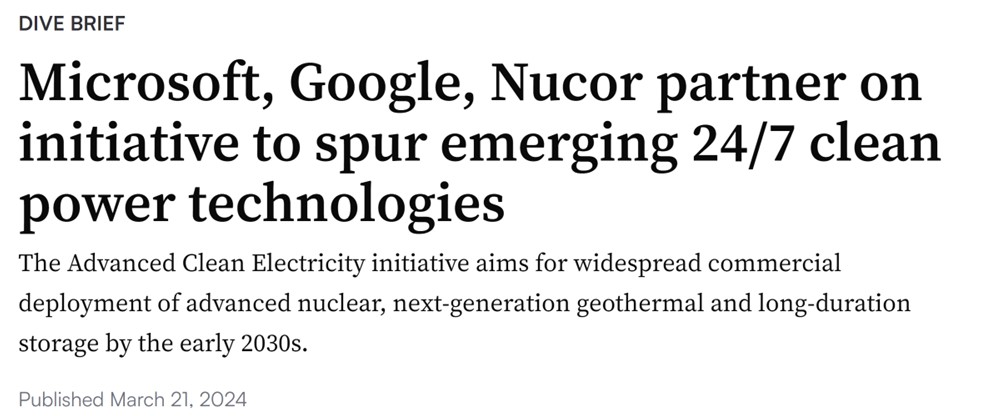 DIVE BRIEF
Microsoft, Google, Nucor partner on
initiative to spur emerging 24/7 clean
power technologies
The Advanced Clean Electricity initiative aims for widespread commercial
deployment of advanced nuclear, next-generation geothermal and long-duration
storage by the early 2030s.
Published March 21, 2024